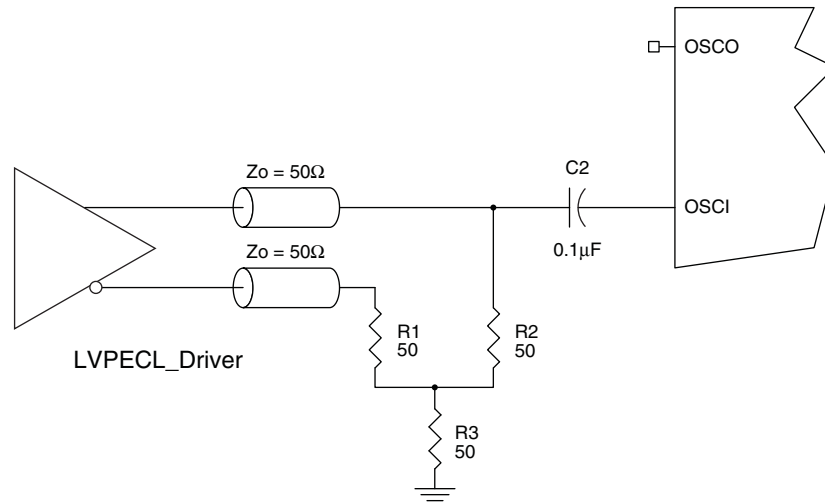 OSCO
C2
Zo = 50Ω
OSCI
0.1μF
Zo = 50Ω
R1
50
R2
50
LVPECL_Driver
R3
50